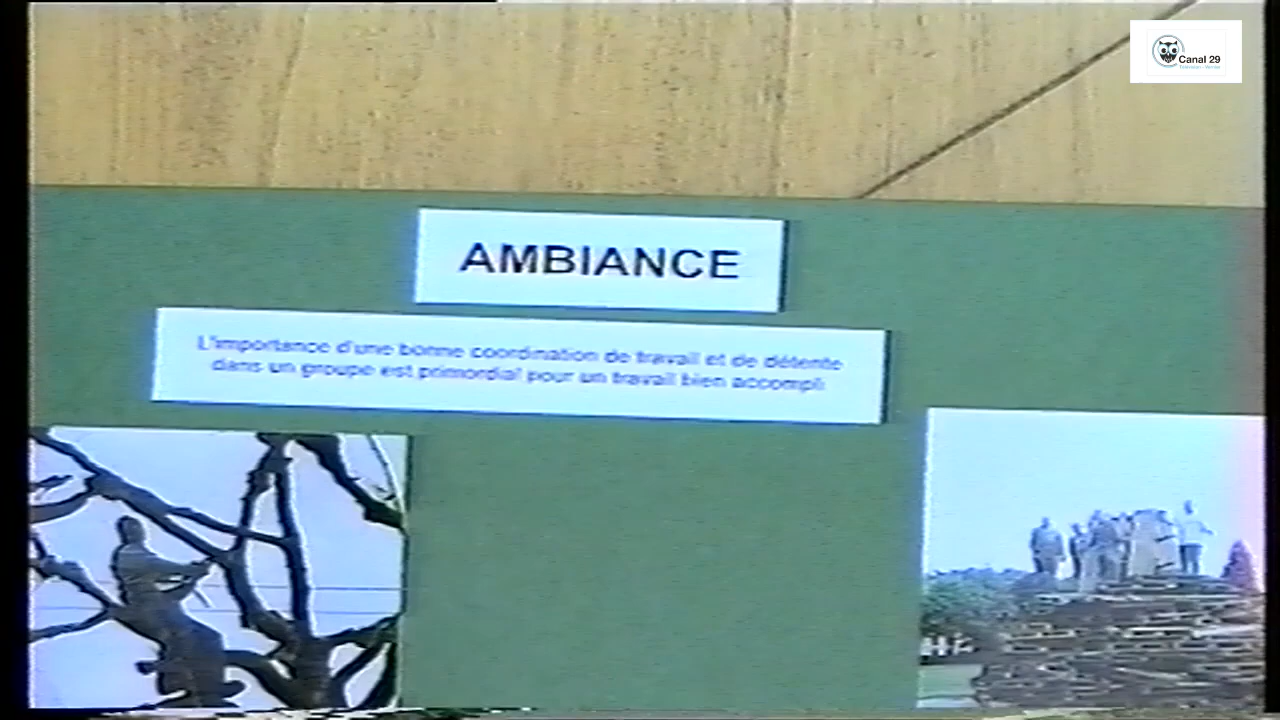 Canal 29
AMBIANCE
L'importance d'une bonne coordination de travail et de détente
dans un groupe est primordial pour un travail bien accompli